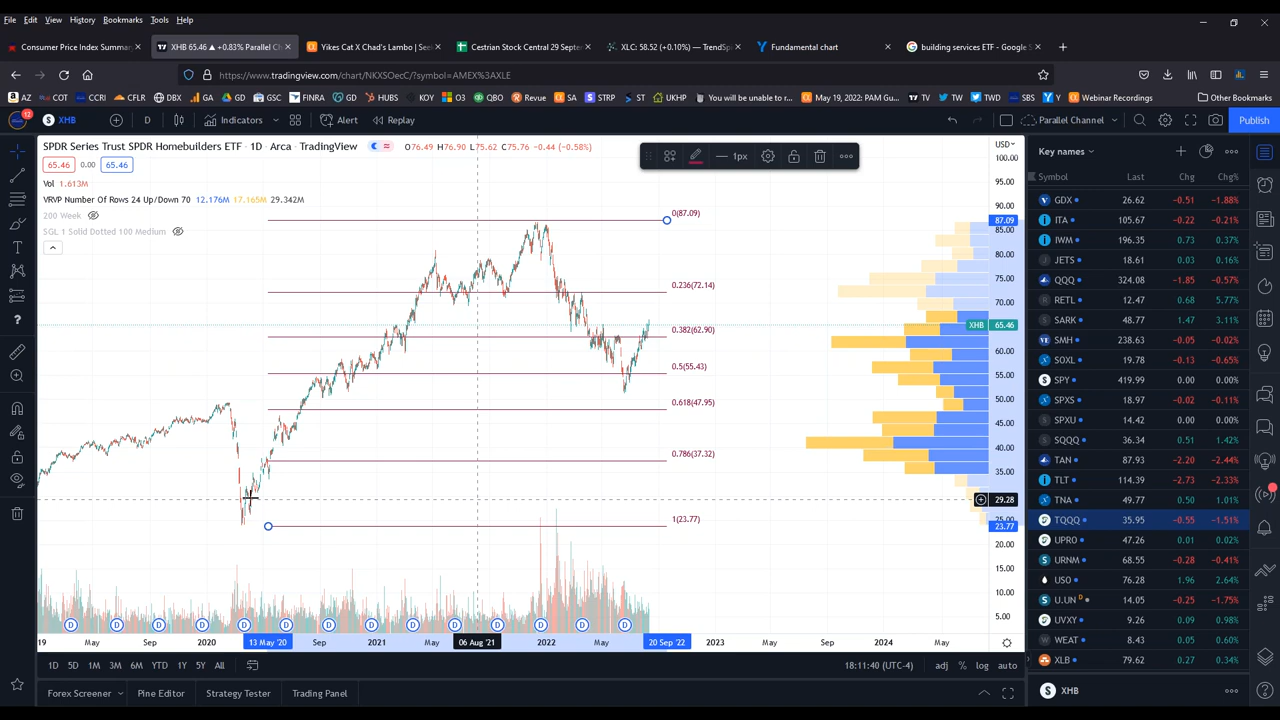 File Edit View History Bookmarks Tools Help
Consumer Price Index Summar XHB 65.46 ▲ +0.83% Parallel Ch Yikes Cat X Chad's Lambo | Seek Cestrian Stock Central 29 Septem XLC: 58.52 (+0.10%) — TrendSp Fundamental chart building services ETF - Google S
https://www.tradingview.com/chart/NKXSOecC/?symbol=AMEX%3AXLE
AZ COT CCRI CFLR DBX GA GD GSC FINRA GD HUBS KOY O3 QBO Revue SA STRP ST UKHP You will be unable to r... TV TW TWD SBS Y May 19, 2022: PAM Gu... Webinar Recordings Other Bookmarks
12 XHB D Indicators Alert Replay Parallel Channel Publish
SPDR Series Trust SPDR Homebuilders ETF · 1D · Arca · TradingView O76.49 H76.90 L75.62 C75.76 −0.44 (−0.58%)
65.46 0.00 65.46
Vol 1.613M
VRVP Number Of Rows 24 Up/Down 70 12.176M 17.165M 29.342M
200 Week
SGL 1 Solid Dotted 100 Medium
1px
USD
100.00
95.00
90.00
87.09
85.00
80.00
75.00
70.00
XHB 65.46
60.00
55.00
50.00
45.00
40.00
35.00
29.28
25.00
23.77
20.00
15.00
10.00
5.00
0(87.09)
0.236(72.14)
0.382(62.90)
0.5(55.43)
0.618(47.95)
0.786(37.32)
1(23.77)
D D D D D D D D D D D D D D
19 May Sep 2020 13 May '20 Sep 2021 May 06 Aug '21 2022 May 20 Sep '22 2023 May Sep 2024 May
1D 5D 1M 3M 6M YTD 1Y 5Y All 18:11:40 (UTC-4) adj % log auto
Forex Screener Pine Editor Strategy Tester Trading Panel
Key names
Symbol Last Chg Chg%
GDX 26.62 −0.51 −1.88%
ITA 105.67 −0.22 −0.21%
IWM 196.35 0.73 0.37%
JETS 18.61 0.03 0.16%
QQQ 324.08 −1.85 −0.57%
RETL 12.47 0.68 5.77%
SARK 48.77 1.47 3.11%
SMH 238.63 −0.05 −0.02%
SOXL 19.78 −0.13 −0.65%
SPY 419.99 0.00 0.00%
SPXS 18.97 −0.02 −0.11%
SPXU 14.42 0.00 0.00%
SQQQ 36.34 0.51 1.42%
TAN 87.93 −2.20 −2.44%
TLT 114.39 −2.73 −2.33%
TNA 49.77 0.50 1.01%
TQQQ 35.95 −0.55 −1.51%
UPRO 47.26 0.01 0.02%
URNM 68.55 −0.28 −0.41%
USO 76.28 1.96 2.64%
U.UN D 14.05 −0.25 −1.75%
UVXY 9.26 0.09 0.98%
WEAT 8.43 0.05 0.60%
XLB 79.62 0.27 0.34%
XHB